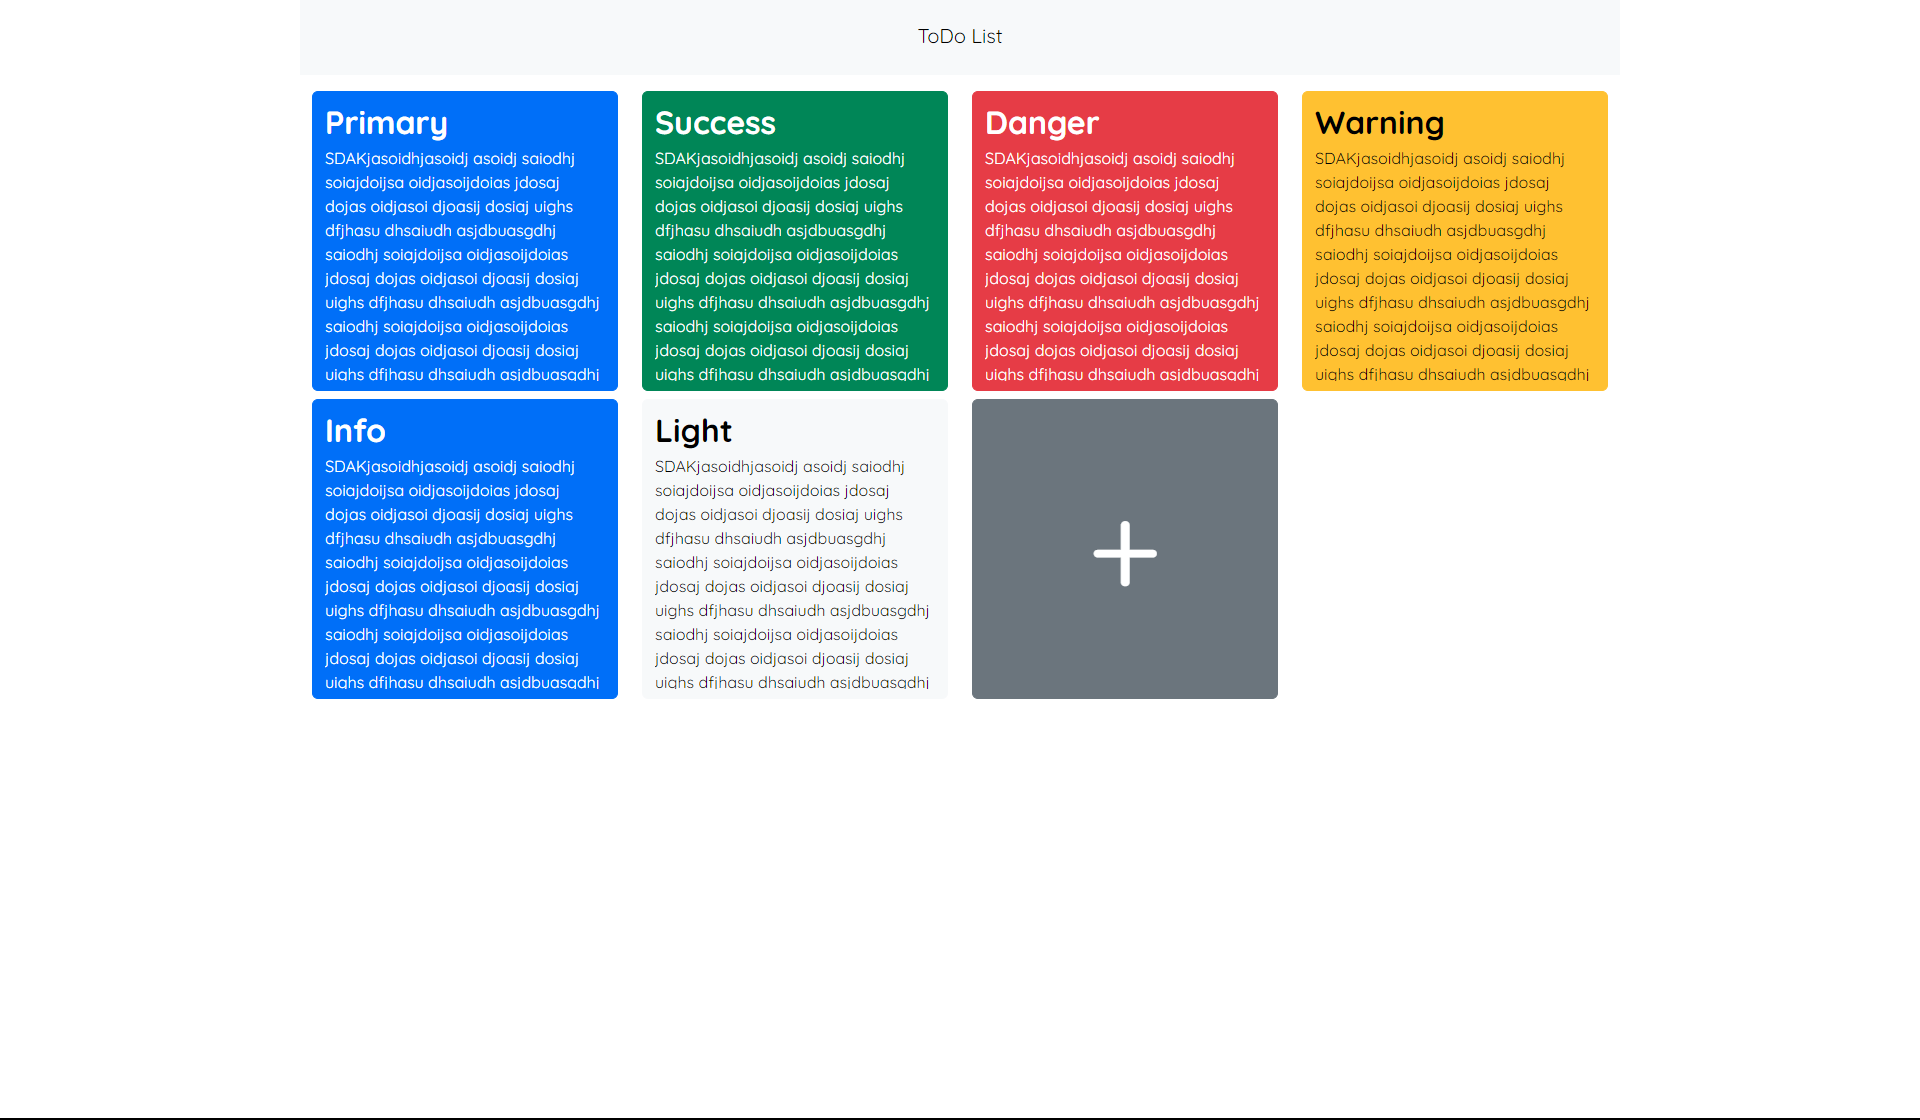 ToDo List
Primary
SDAKjasoidhjasoidj asoidj saiodhj
soiajdoijsa oidjasoijdoias jdosaj
dojas oidjasoi djoasij dosiaj uighs
dfjhasu dhsaiudh asjdbuasgdhj
saiodhj soiajdoijsa oidjasoijdoias
jdosaj dojas oidjasoi djoasij dosiaj
uighs dfjhasu dhsaiudh asjdbuasgdhj
saiodhj soiajdoijsa oidjasoijdoias
jdosaj dojas oidjasoi djoasij dosiaj
uighs dfjhasu dhsaiudh asjdbuasgdhj
Success
SDAKjasoidhjasoidj asoidj saiodhj
soiajdoijsa oidjasoijdoias jdosaj
dojas oidjasoi djoasij dosiaj uighs
dfjhasu dhsaiudh asjdbuasgdhj
saiodhj soiajdoijsa oidjasoijdoias
jdosaj dojas oidjasoi djoasij dosiaj
uighs dfjhasu dhsaiudh asjdbuasgdhj
saiodhj soiajdoijsa oidjasoijdoias
jdosaj dojas oidjasoi djoasij dosiaj
uighs dfjhasu dhsaiudh asjdbuasgdhj
Danger
SDAKjasoidhjasoidj asoidj saiodhj
soiajdoijsa oidjasoijdoias jdosaj
dojas oidjasoi djoasij dosiaj uighs
dfjhasu dhsaiudh asjdbuasgdhj
saiodhj soiajdoijsa oidjasoijdoias
jdosaj dojas oidjasoi djoasij dosiaj
uighs dfjhasu dhsaiudh asjdbuasgdhj
saiodhj soiajdoijsa oidjasoijdoias
jdosaj dojas oidjasoi djoasij dosiaj
uighs dfjhasu dhsaiudh asjdbuasgdhj
Warning
SDAKjasoidhjasoidj asoidj saiodhj
soiajdoijsa oidjasoijdoias jdosaj
dojas oidjasoi djoasij dosiaj uighs
dfjhasu dhsaiudh asjdbuasgdhj
saiodhj soiajdoijsa oidjasoijdoias
jdosaj dojas oidjasoi djoasij dosiaj
uighs dfjhasu dhsaiudh asjdbuasgdhj
saiodhj soiajdoijsa oidjasoijdoias
jdosaj dojas oidjasoi djoasij dosiaj
uighs dfjhasu dhsaiudh asjdbuasgdhj
Info
SDAKjasoidhjasoidj asoidj saiodhj
soiajdoijsa oidjasoijdoias jdosaj
dojas oidjasoi djoasij dosiaj uighs
dfjhasu dhsaiudh asjdbuasgdhj
saiodhj soiajdoijsa oidjasoijdoias
jdosaj dojas oidjasoi djoasij dosiaj
uighs dfjhasu dhsaiudh asjdbuasgdhj
saiodhj soiajdoijsa oidjasoijdoias
jdosaj dojas oidjasoi djoasij dosiaj
uighs dfjhasu dhsaiudh asjdbuasgdhj
Light
SDAKjasoidhjasoidj asoidj saiodhj
soiajdoijsa oidjasoijdoias jdosaj
dojas oidjasoi djoasij dosiaj uighs
dfjhasu dhsaiudh asjdbuasgdhj
saiodhj soiajdoijsa oidjasoijdoias
jdosaj dojas oidjasoi djoasij dosiaj
uighs dfjhasu dhsaiudh asjdbuasgdhj
saiodhj soiajdoijsa oidjasoijdoias
jdosaj dojas oidjasoi djoasij dosiaj
uighs dfjhasu dhsaiudh asjdbuasgdhj